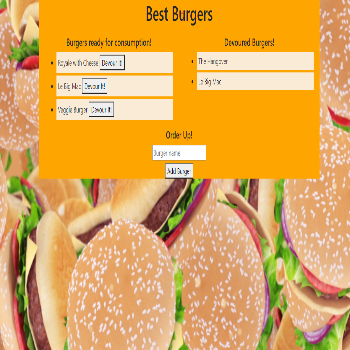 Best Burgers
Burgers ready for consumption!
Royale with Cheese Devour It!
Le Big Mac Devour It!
Veggie Burger Devour It!
Devoured Burgers!
The Hangover
Le Big Mac
Order Up!
Burger name
Add Burger